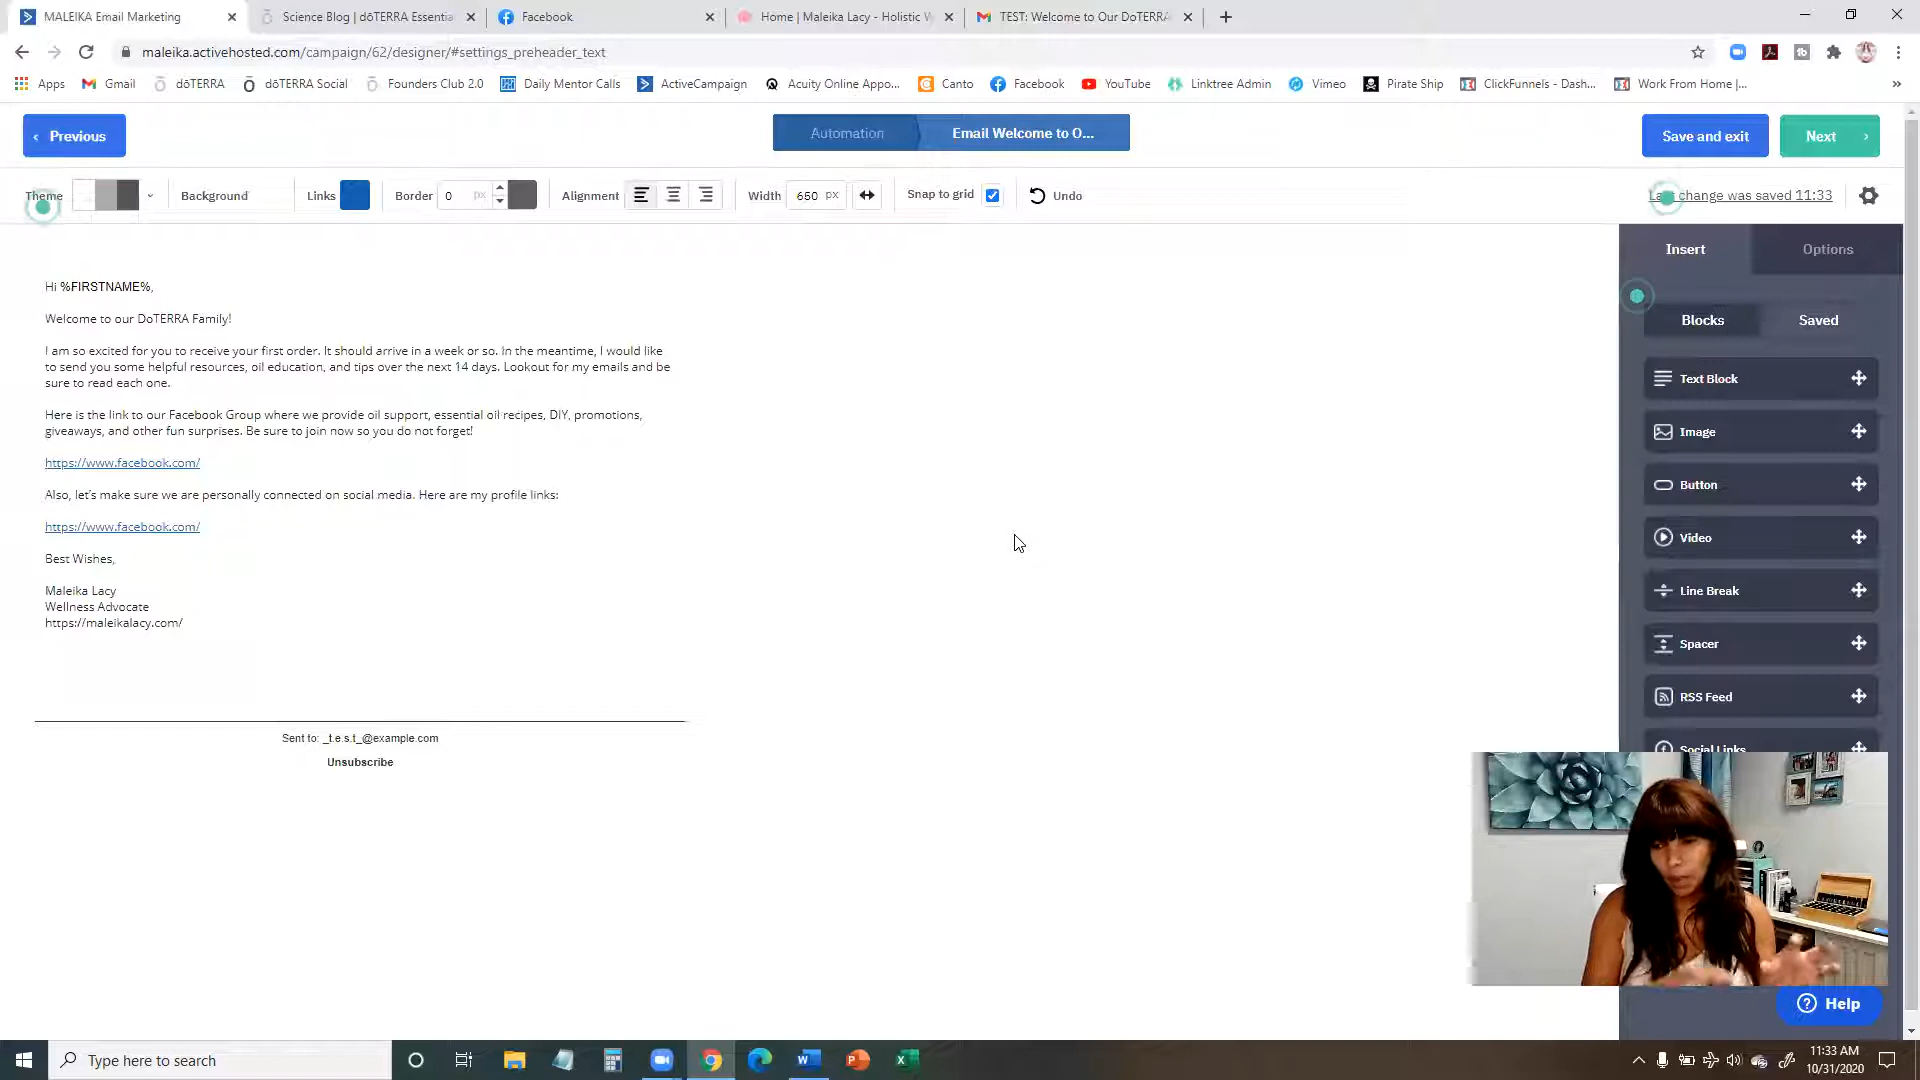 MALEIKA Email Marketing
Science Blog | dōTERRA Essentia
Facebook
Home | Maleika Lacy - Holistic W
TEST: Welcome to Our DoTERRA
maleika.activehosted.com/campaign/62/designer/#settings_preheader_text
Apps
Gmail
dōTERRA
dōTERRA Social
Founders Club 2.0
Daily Mentor Calls
ActiveCampaign
Acuity Online Appo...
Canto
Facebook
YouTube
Linktree Admin
Vimeo
Pirate Ship
ClickFunnels - Dash...
Work From Home |...
Previous
Automation
Email Welcome to O...
Save and exit
Next
Theme
Background
Links
Border 0 px
Alignment
Width 650 px
Snap to grid
Undo
Last change was saved 11:33
Insert
Options
Blocks
Saved
Text Block
Image
Button
Video
Line Break
Spacer
RSS Feed
Social Links
Hi %FIRSTNAME%,
Welcome to our DoTERRA Family!
I am so excited for you to receive your first order. It should arrive in a week or so. In the meantime, I would like
to send you some helpful resources, oil education, and tips over the next 14 days. Lookout for my emails and be
sure to read each one.
Here is the link to our Facebook Group where we provide oil support, essential oil recipes, DIY, promotions,
giveaways, and other fun surprises. Be sure to join now so you do not forget!
https://www.facebook.com/
Also, let's make sure we are personally connected on social media. Here are my profile links:
https://www.facebook.com/
Best Wishes,
Maleika Lacy
Wellness Advocate
https://maleikalacy.com/
Sent to: _t.e.s.t_@example.com
Unsubscribe
Help
Type here to search
11:33 AM
10/31/2020